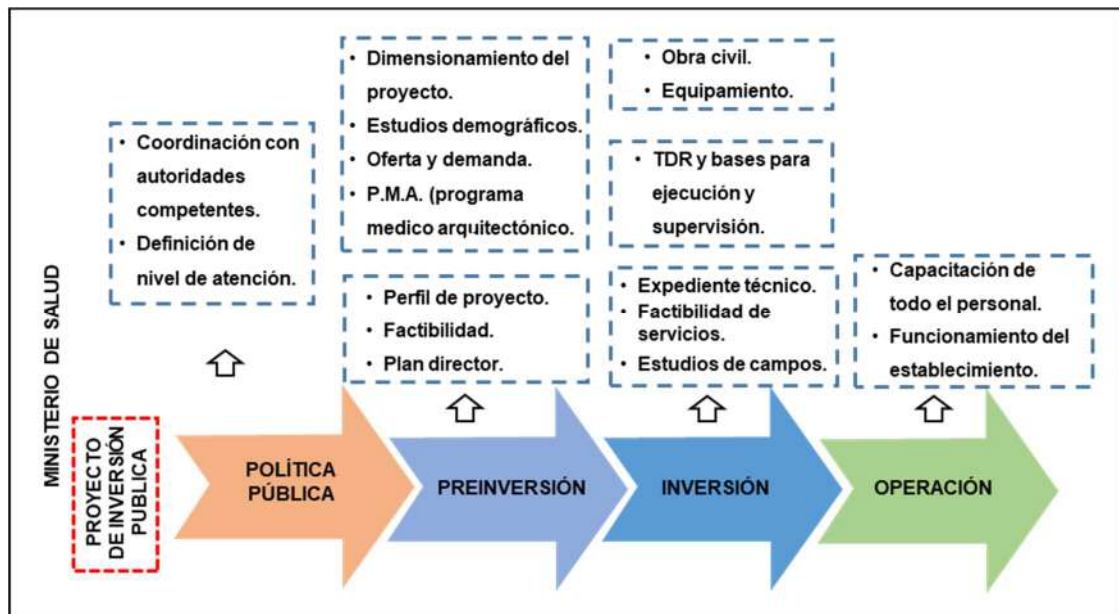 MINISTERIO DE SALUD
PROYECTO
DE INVERSIÓN
PUBLICA
• Coordinación con
autoridades
competentes.
• Definición de
nivel de atención.
• Dimensionamiento del
proyecto.
• Estudios demográficos.
• Oferta y demanda.
• P.M.A. (programa
medico arquitectónico.
• Perfil de proyecto.
• Factibilidad.
• Plan director.
• Obra civil.
• Equipamiento.
• TDR y bases para
ejecución y
supervisión.
• Expediente técnico.
• Factibilidad de
servicios.
• Estudios de campos.
• Capacitación de
todo el personal.
• Funcionamiento del
establecimiento.
POLÍTICA
PÚBLICA
PREINVERSIÓN
INVERSIÓN
OPERACIÓN